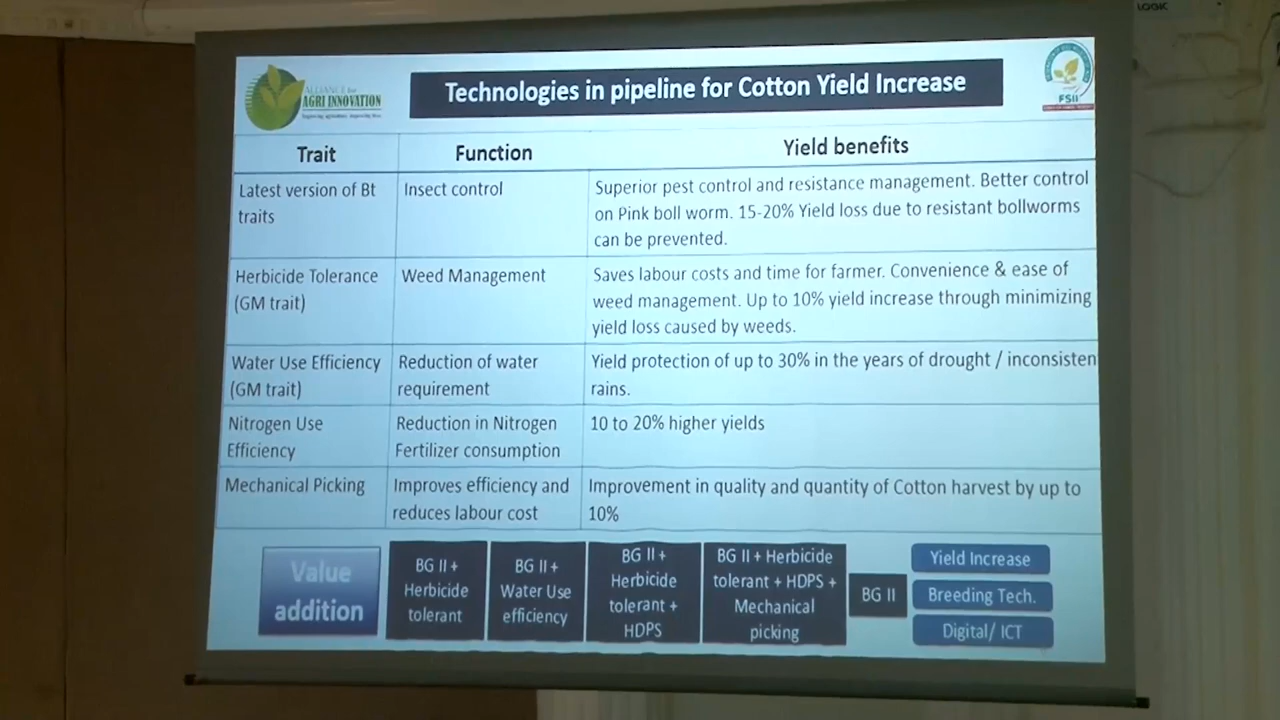 LOGIC
ALLIANCE for
AGRI INNOVATION
Technologies in pipeline for Cotton Yield Increase
FSII
Trait
Function
Yield benefits
Latest version of Bt
traits
Insect control
Superior pest control and resistance management. Better control
on Pink boll worm. 15-20% Yield loss due to resistant bollworms
can be prevented.
Herbicide Tolerance
(GM trait)
Weed Management
Saves labour costs and time for farmer. Convenience & ease of
weed management. Up to 10% yield increase through minimizing
yield loss caused by weeds.
Water Use Efficiency
(GM trait)
Reduction of water
requirement
Yield protection of up to 30% in the years of drought / inconsisten
rains.
Nitrogen Use
Efficiency
Reduction in Nitrogen
Fertilizer consumption
10 to 20% higher yields
Mechanical Picking
Improves efficiency and
reduces labour cost
Improvement in quality and quantity of Cotton harvest by up to
10%
Value
addition
BG II +
Herbicide
tolerant
BG II +
Water Use
efficiency
BG II +
Herbicide
tolerant +
HDPS
BG II + Herbicide
tolerant + HDPS +
Mechanical
picking
BG II
Yield Increase
Breeding Tech.
Digital/ ICT